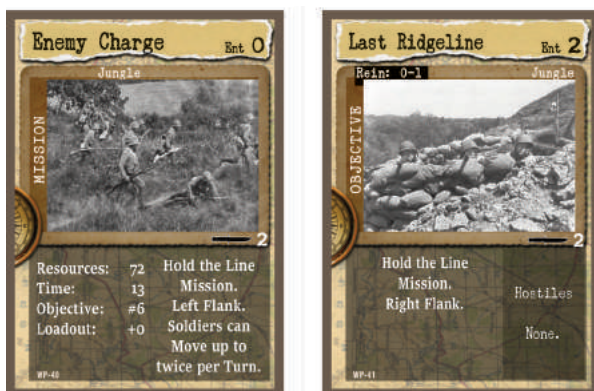 Enemy Charge Ent 0
Jungle
MISSION
2
Resources: 72
Time: 13
Objective: #6
Loadout: +0
Hold the Line
Mission.
Left Flank.
Soldiers can
Move up to
twice per Turn.
WP-40
Last Ridgeline Ent 2
Rein: 0-1 Jungle
OBJECTIVE
2
Hold the Line
Mission.
Right Flank.
Hostiles
None.
WP-41